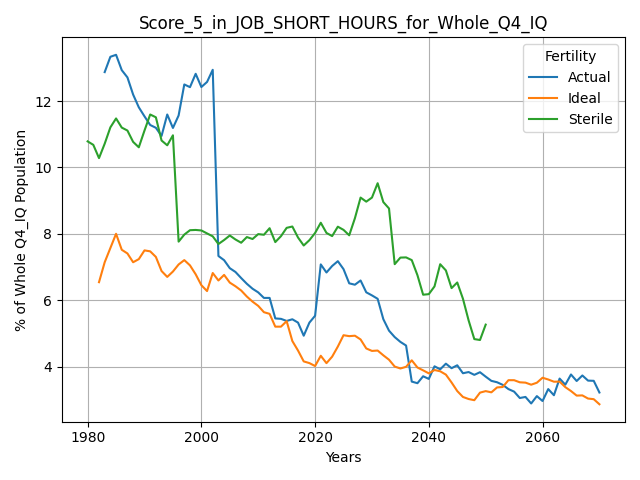 Score_5_in_JOB_SHORT_HOURS_for_Whole_Q4_IQ
Fertility
Actual
Ideal
Sterile
% of Whole Q4_IQ Population
12
10
8
6
4
1980
2000
2020
2040
2060
Years